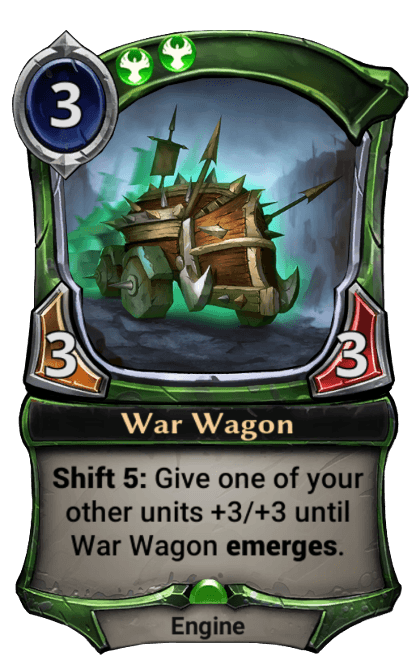 3
3
3
War Wagon
Shift 5: Give one of your
other units +3/+3 until
War Wagon emerges.
Engine